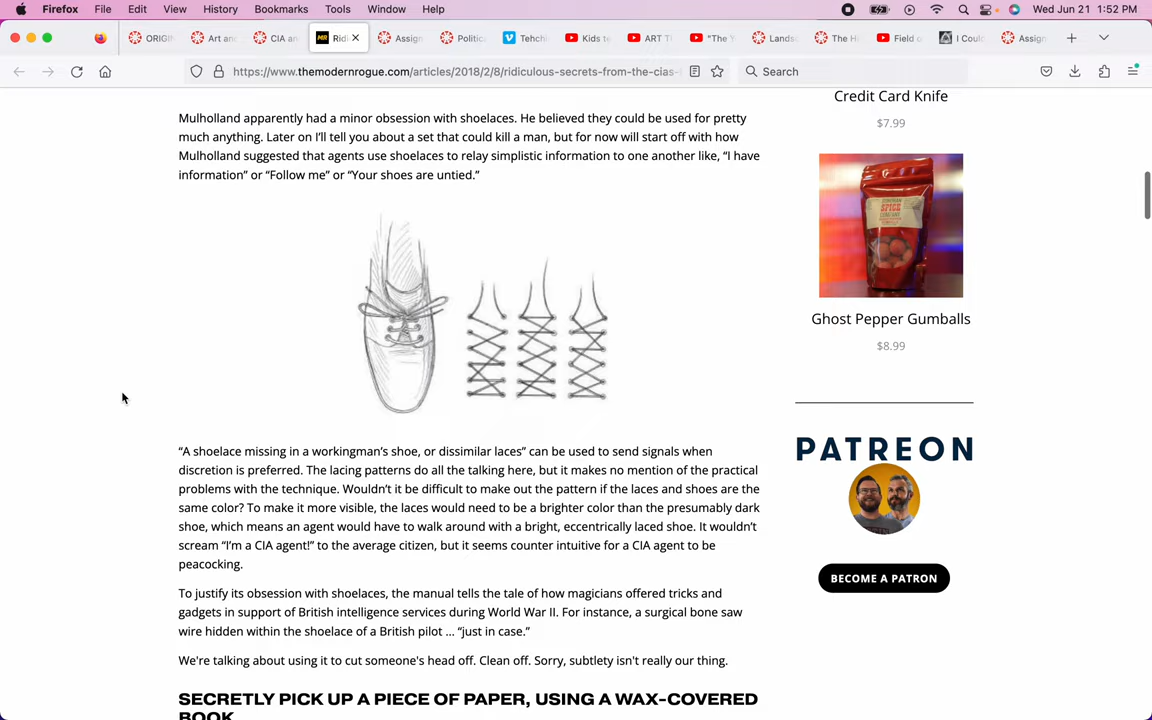 Firefox File Edit View History Bookmarks Tools Window Help Wed Jun 21 1:52 PM
ORIGIN Art and CIA an MR Ridi Assign Politica Tehchi Kids te ART T "The Y Lands The Hi Field o I Coul Assign
https://www.themodernrogue.com/articles/2018/2/8/ridiculous-secrets-from-the-cias- Search
Mulholland apparently had a minor obsession with shoelaces. He believed they could be used for pretty
much anything. Later on I'll tell you about a set that could kill a man, but for now will start off with how
Mulholland suggested that agents use shoelaces to relay simplistic information to one another like, "I have
information" or "Follow me" or "Your shoes are untied."
"A shoelace missing in a workingman's shoe, or dissimilar laces" can be used to send signals when
discretion is preferred. The lacing patterns do all the talking here, but it makes no mention of the practical
problems with the technique. Wouldn't it be difficult to make out the pattern if the laces and shoes are the
same color? To make it more visible, the laces would need to be a brighter color than the presumably dark
shoe, which means an agent would have to walk around with a bright, eccentrically laced shoe. It wouldn't
scream "I'm a CIA agent!" to the average citizen, but it seems counter intuitive for a CIA agent to be
peacocking.
To justify its obsession with shoelaces, the manual tells the tale of how magicians offered tricks and
gadgets in support of British intelligence services during World War II. For instance, a surgical bone saw
wire hidden within the shoelace of a British pilot ... "just in case."
We're talking about using it to cut someone's head off. Clean off. Sorry, subtlety isn't really our thing.
SECRETLY PICK UP A PIECE OF PAPER, USING A WAX-COVERED
BOOK
Credit Card Knife
$7.99
SPICE
Ghost Pepper Gumballs
$8.99
PATREON
BECOME A PATRON